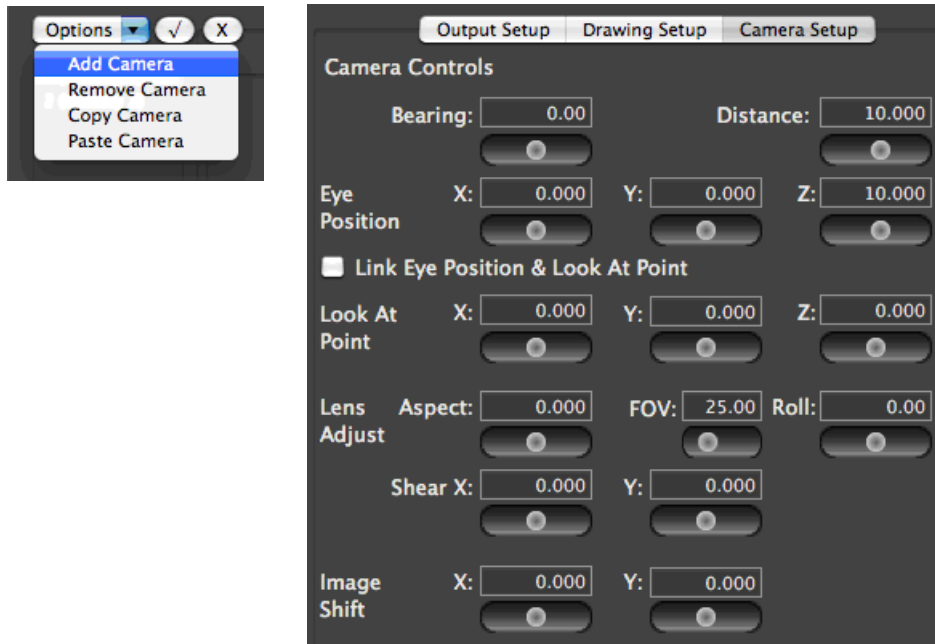 Options √ X
Add Camera
Remove Camera
Copy Camera
Paste Camera
Output Setup Drawing Setup Camera Setup
Camera Controls
Bearing: 0.00 Distance: 10.000
Eye Position X: 0.000 Y: 0.000 Z: 10.000
Link Eye Position & Look At Point
Look At Point X: 0.000 Y: 0.000 Z: 0.000
Lens Adjust Aspect: 0.000 FOV: 25.00 Roll: 0.00
Shear X: 0.000 Y: 0.000
Image Shift X: 0.000 Y: 0.000